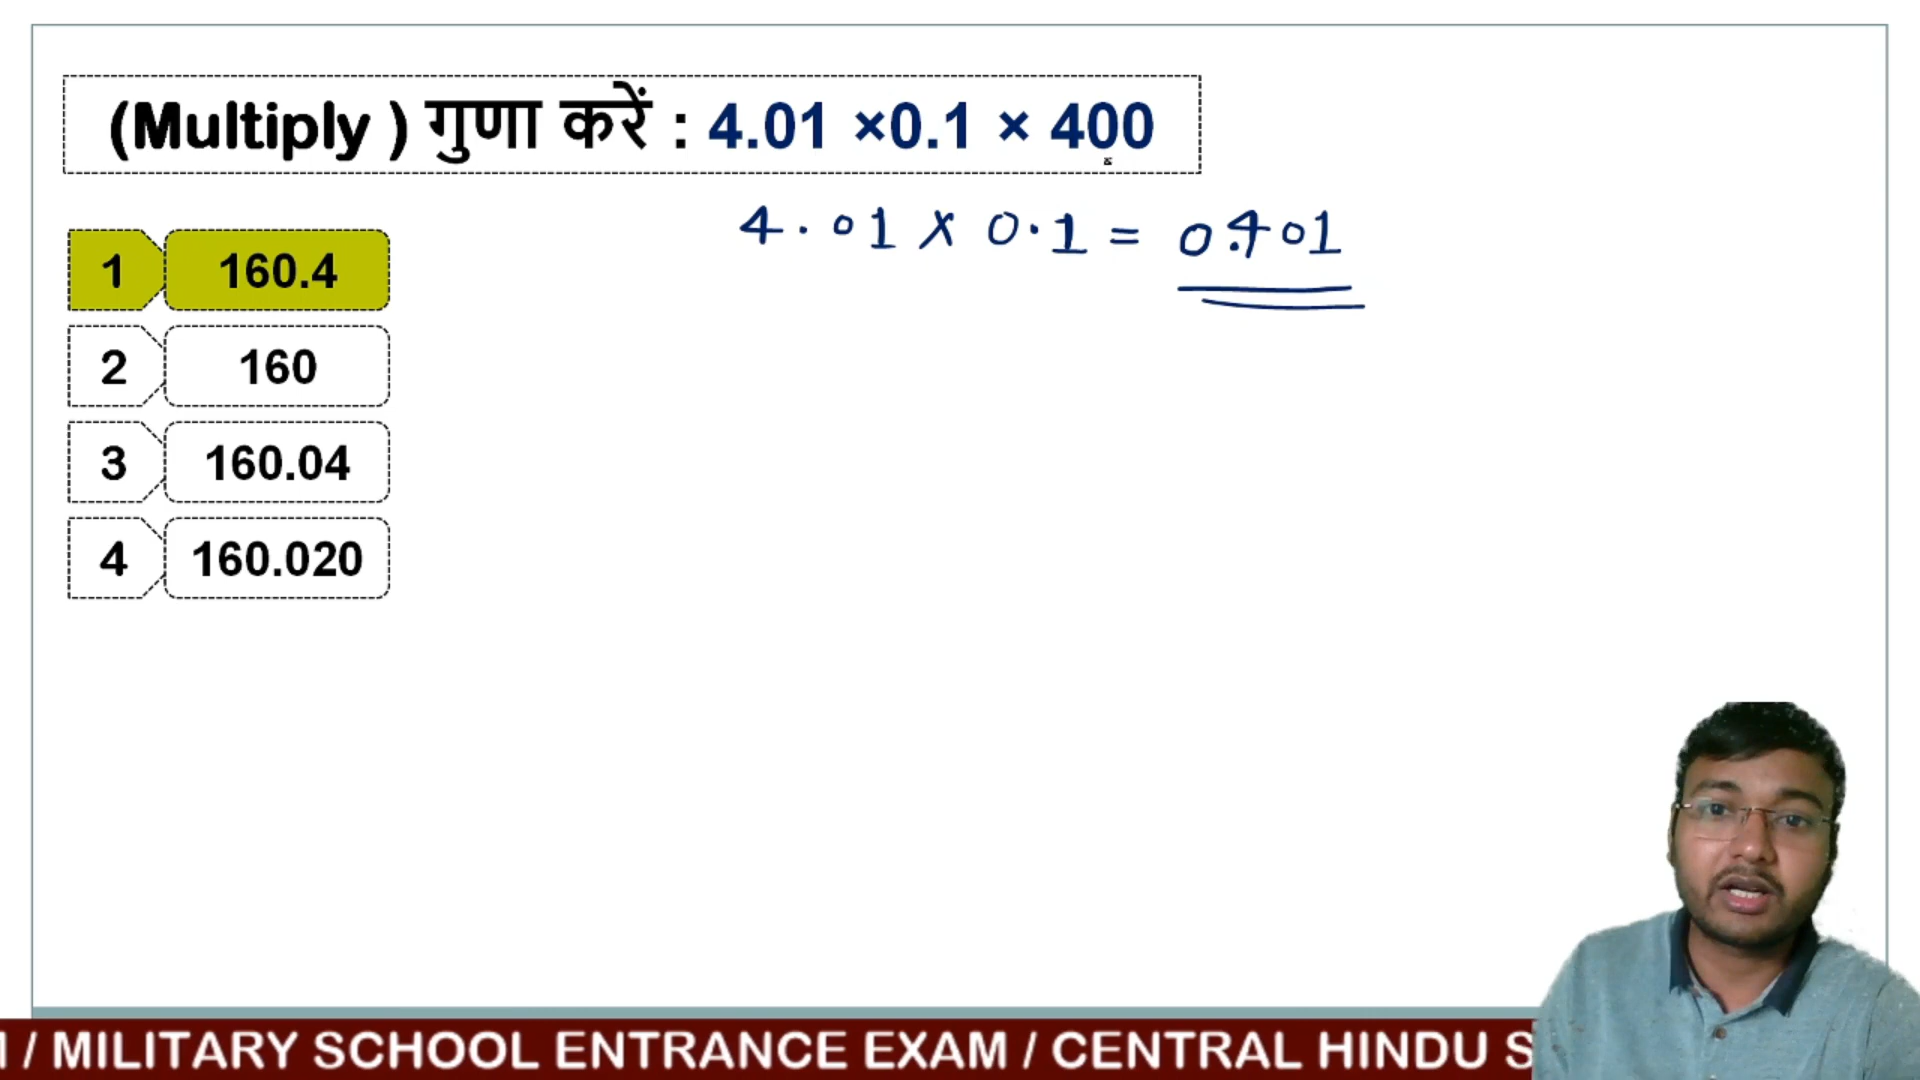 (Multiply ) गुणा करें : 4.01 ×0.1 × 400
4.01 × 0.1 = 0.401
1 160.4
2 160
3 160.04
4 160.020
/ MILITARY SCHOOL ENTRANCE EXAM / CENTRAL HINDU S